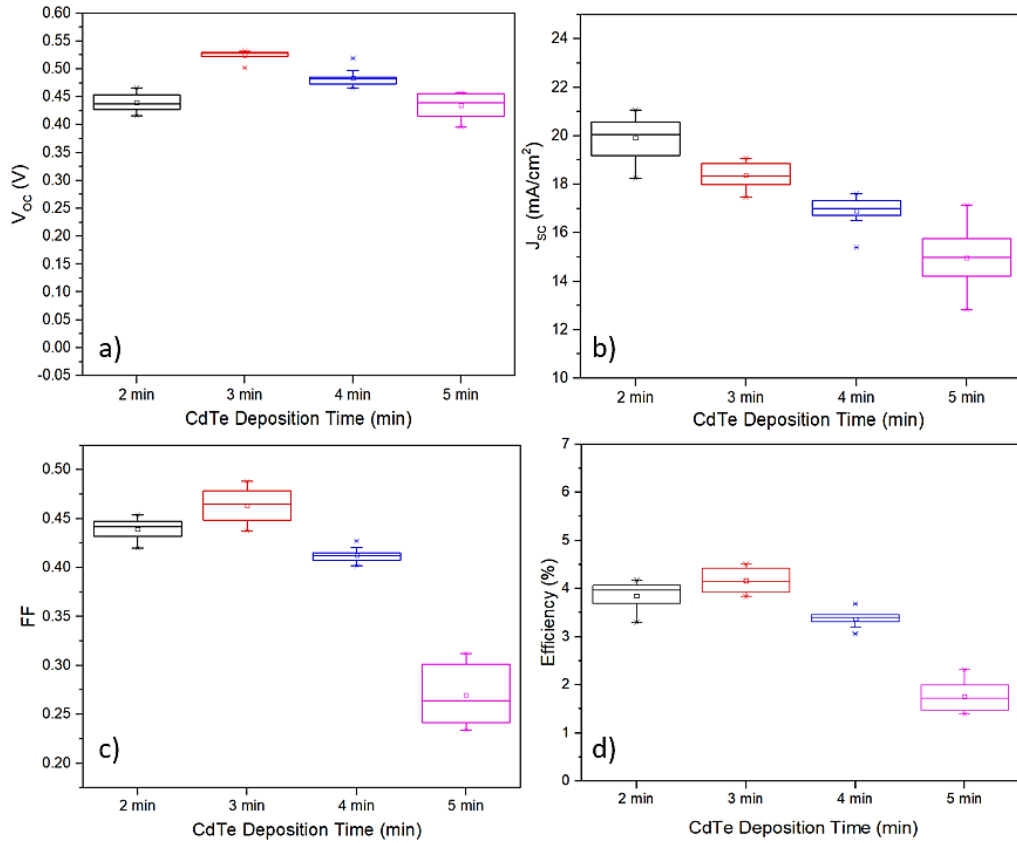 0.60
0.55
0.50
0.45
0.40
0.35
0.30
0.25
0.20
0.15
0.10
0.05
0.00
-0.05
V_OC (V)
a)
2 min 3 min 4 min 5 min
CdTe Deposition Time (min)
24
22
20
18
16
14
12
10
J_SC (mA/cm²)
b)
2 min 3 min 4 min 5 min
CdTe Deposition Time (min)
0.50
0.45
0.40
0.35
0.30
0.25
0.20
FF
c)
2 min 3 min 4 min 5 min
CdTe Deposition Time (min)
7
6
5
4
3
2
1
0
Efficiency (%)
d)
2 min 3 min 4 min 5 min
CdTe Deposition Time (min)